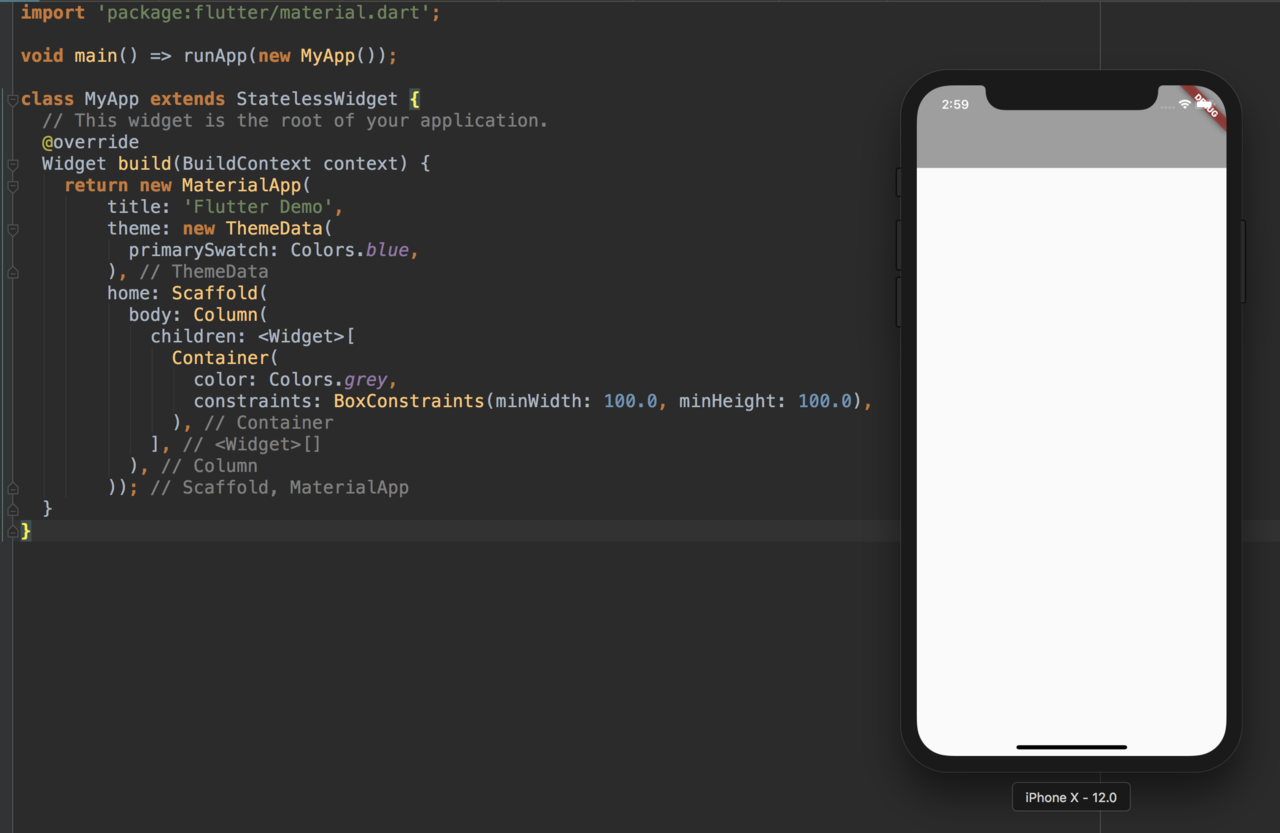 import 'package:flutter/material.dart';
void main() => runApp(new MyApp());
class MyApp extends StatelessWidget {
// This widget is the root of your application.
@override
Widget build(BuildContext context) {
return new MaterialApp(
title: 'Flutter Demo',
theme: new ThemeData(
primarySwatch: Colors.blue,
), // ThemeData
home: Scaffold(
body: Column(
children: <Widget>[
Container(
color: Colors.grey,
constraints: BoxConstraints(minWidth: 100.0, minHeight: 100.0),
), // Container
], // <Widget>[]
), // Column
)); // Scaffold, MaterialApp
}
}
2:59
DEBUG
iPhone X - 12.0